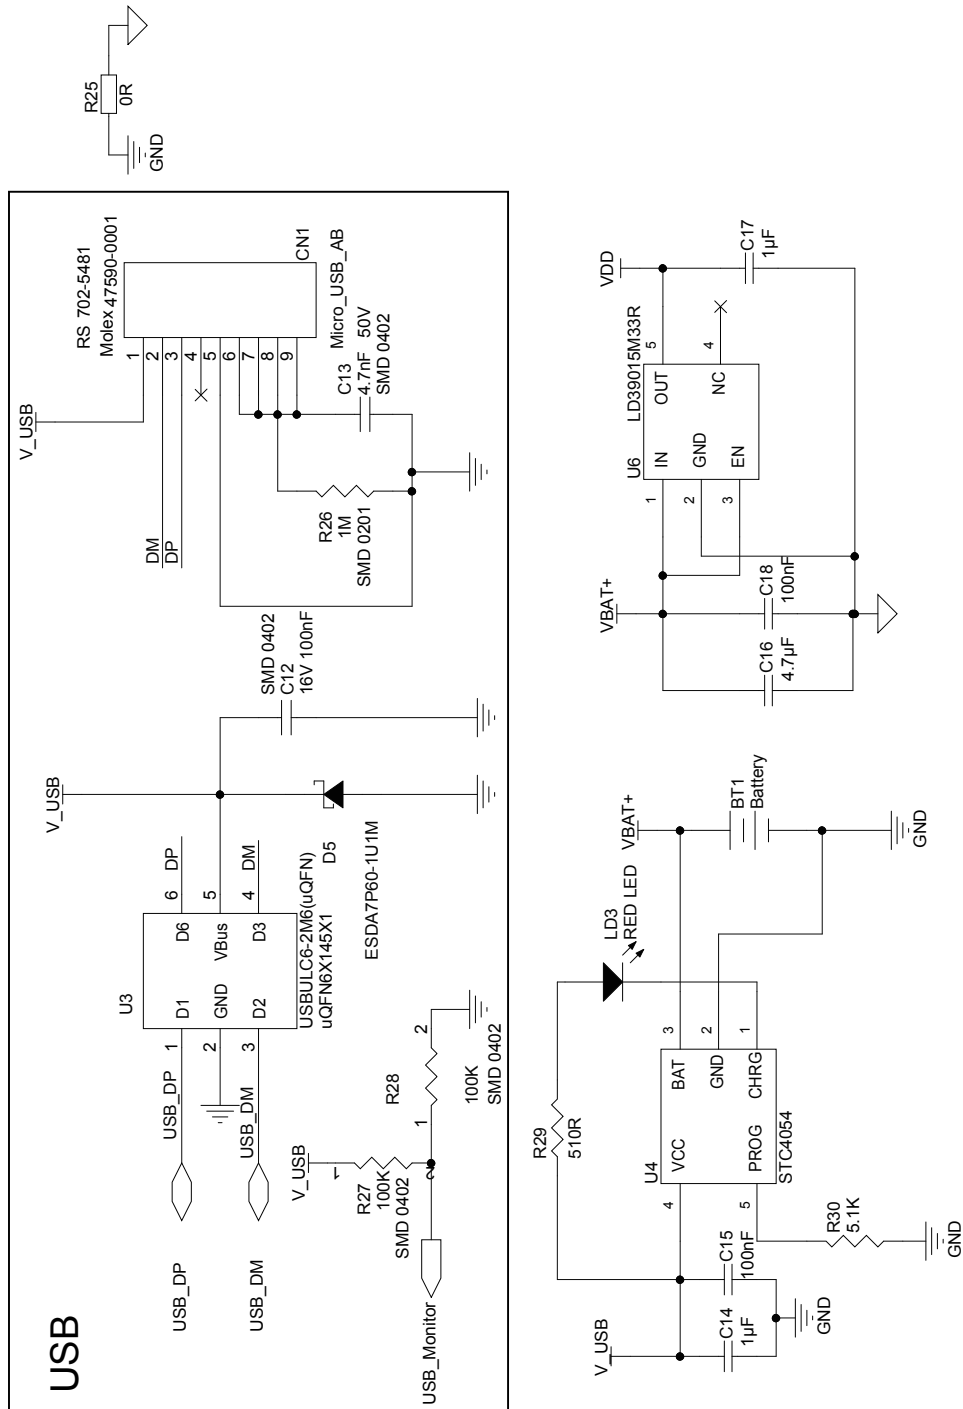 R25
0R
GND
USB
RS 702-5481
Molex 47590-0001
CN1
Micro_USB_AB
1
2
3
4
5
6
7
8
9
V_USB
DM
DP
C13
4.7nF 50V
SMD 0402
R26
1M
SMD 0201
SMD 0402
C12
16V 100nF
V_USB
D5
ESDA7P60-1U1M
U3
D1
GND
D2
D6
VBus
D3
1
2
3
6
5
4
DP
DM
USBULC6-2M6(uQFN)
uQFN6X145X1
USB_DP
USB_DM
USB_DP
USB_DM
V_USB
1
R27
100K
SMD 0402
2
R28
1
2
100K
SMD 0402
USB_Monitor
VDD
C17
1µF
LD39015M33R
U6
IN
GND
EN
OUT
NC
1
2
3
5
4
VBAT+
C18
100nF
C16
4.7µF
VBAT+
BT1
Battery
GND
LD3
RED LED
R29
510R
U4
VCC
PROG
BAT
GND
CHRG
STC4054
4
5
3
2
1
R30
5.1K
GND
C15
100nF
C14
1µF
GND
V_USB